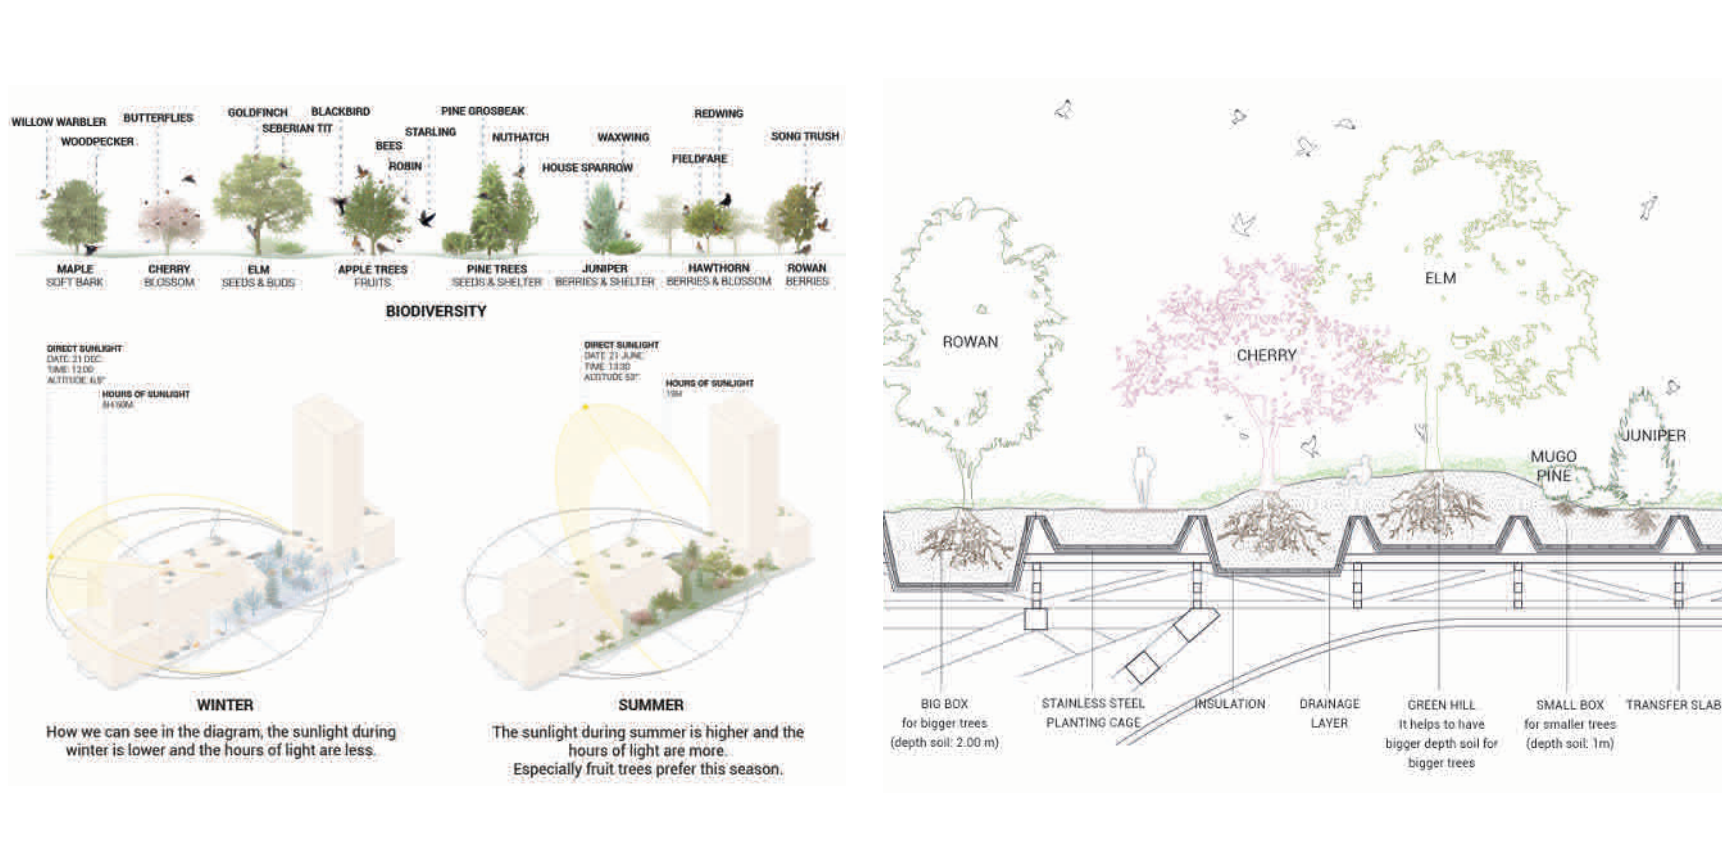 WILLOW WARBLER
WOODPECKER
BUTTERFLIES
GOLDFINCH
SEBERIAN TIT
BLACKBIRD
BEES
ROBIN
STARLING
PINE GROSBEAK
NUTHATCH
HOUSE SPARROW
WAXWING
FIELDFARE
REDWING
SONG TRUSH
MAPLE
SOFT BARK
CHERRY
BLOSSOM
ELM
SEEDS & BUDS
APPLE TREES
FRUITS
PINE TREES
SEEDS & SHELTER
JUNIPER
BERRIES & SHELTER
HAWTHORN
BERRIES & BLOSSOM
ROWAN
BERRIES
BIODIVERSITY
DIRECT SUNLIGHT
DATE: 21 DEC
TIME: 12:00
ALTITUDE:
HOURS OF SUNLIGHT
DIRECT SUNLIGHT
DATE: 21 JUNE
TIME: 13:30
ALTITUDE 53°
HOURS OF SUNLIGHT
WINTER
How we can see in the diagram, the sunlight during
winter is lower and the hours of light are less.
SUMMER
The sunlight during summer is higher and the
hours of light are more.
Especially fruit trees prefer this season.
ROWAN
CHERRY
ELM
MUGO
PINE
JUNIPER
BIG BOX
for bigger trees
(depth soil: 2.00 m)
STAINLESS STEEL
PLANTING CAGE
INSULATION
DRAINAGE
LAYER
GREEN HILL
It helps to have
bigger depth soil for
bigger trees
SMALL BOX
for smaller trees
(depth soil: 1m)
TRANSFER SLAB